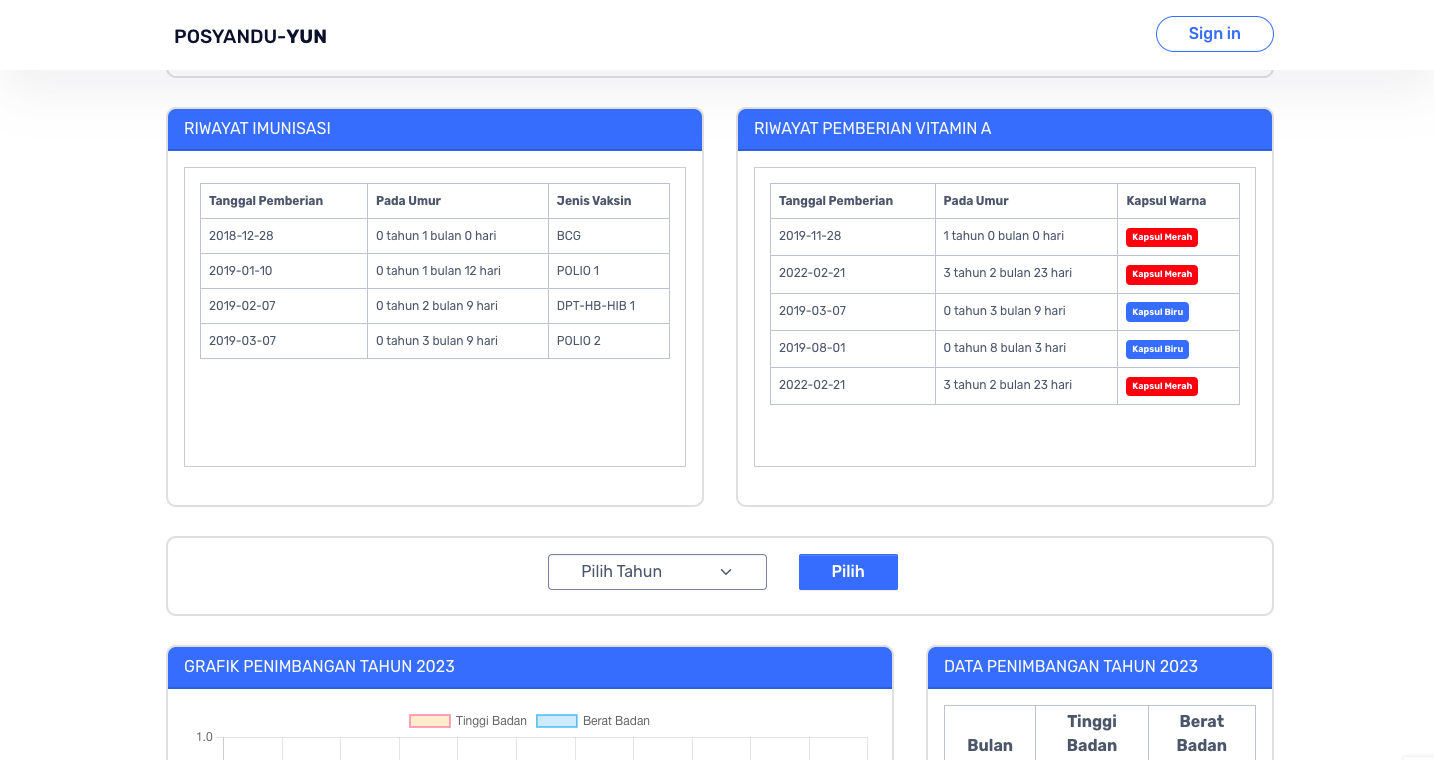 POSYANDU-YUN
Sign in
RIWAYAT IMUNISASI
Tanggal Pemberian Pada Umur Jenis Vaksin
2018-12-28 0 tahun 1 bulan 0 hari BCG
2019-01-10 0 tahun 1 bulan 12 hari POLIO 1
2019-02-07 0 tahun 2 bulan 9 hari DPT-HB-HIB 1
2019-03-07 0 tahun 3 bulan 9 hari POLIO 2
RIWAYAT PEMBERIAN VITAMIN A
Tanggal Pemberian Pada Umur Kapsul Warna
2019-11-28 1 tahun 0 bulan 0 hari Kapsul Merah
2022-02-21 3 tahun 2 bulan 23 hari Kapsul Merah
2019-03-07 0 tahun 3 bulan 9 hari Kapsul Biru
2019-08-01 0 tahun 8 bulan 3 hari Kapsul Biru
2022-02-21 3 tahun 2 bulan 23 hari Kapsul Merah
Pilih Tahun
Pilih
GRAFIK PENIMBANGAN TAHUN 2023
Tinggi Badan Berat Badan
1.0
DATA PENIMBANGAN TAHUN 2023
Bulan Tinggi Badan Berat Badan